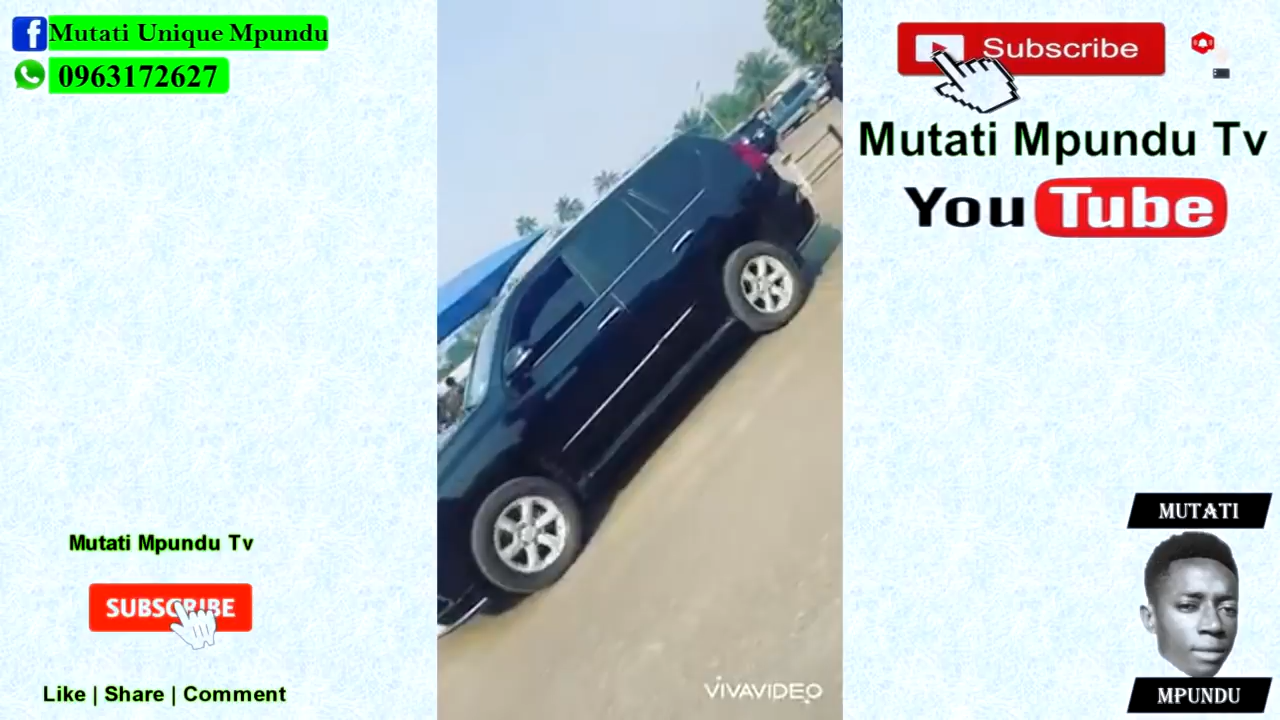 Mutati Unique Mpundu
0963172627
Subscribe
Mutati Mpundu Tv
YouTube
Mutati Mpundu Tv
SUBSCRIBE
Like | Share | Comment
VIVAVIDEO
MUTATI
MPUNDU